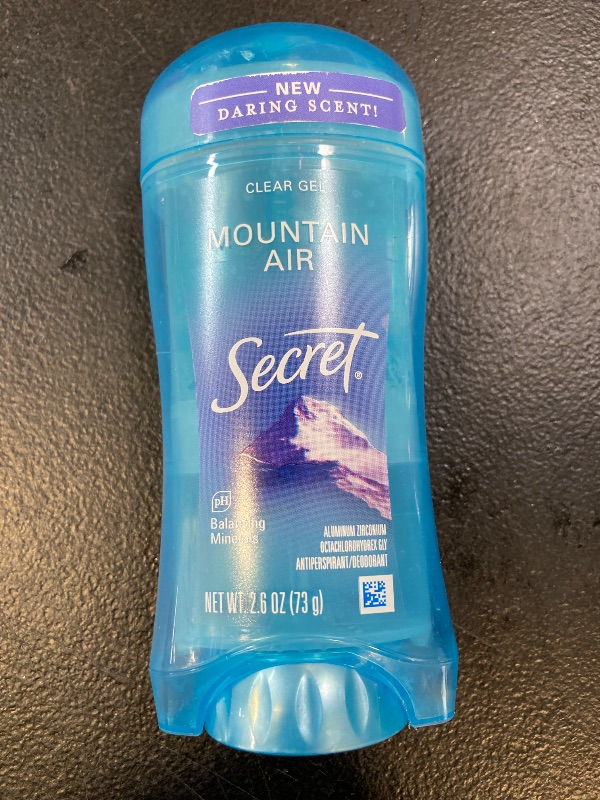 NEW
DARING SCENT!
CLEAR GEL
MOUNTAIN
AIR
Secret®
pH
Balancing
Minerals
ALUMINUM ZIRCONIUM
OCTACHLOROHYDREX GLY
ANTIPERSPIRANT/DEODORANT
NET WT. 2.6 OZ (73 g)